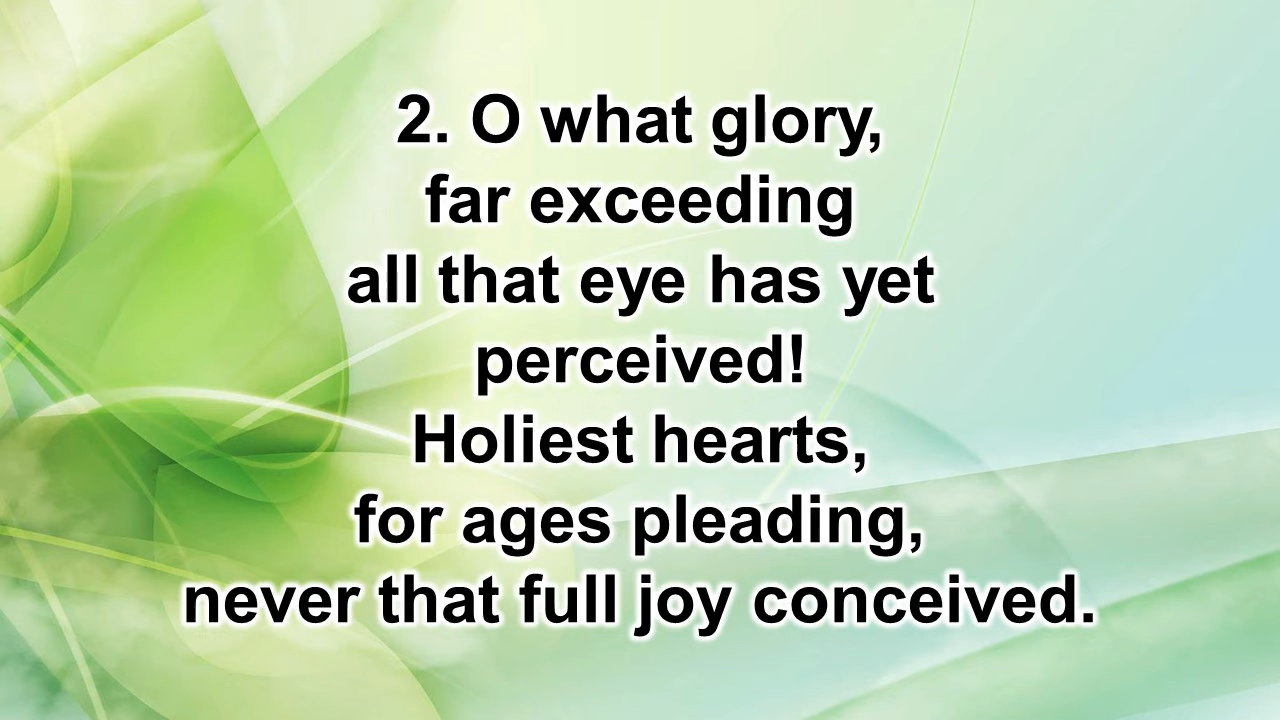 2. O what glory,
far exceeding
all that eye has yet
perceived!
Holiest hearts,
for ages pleading,
never that full joy conceived.